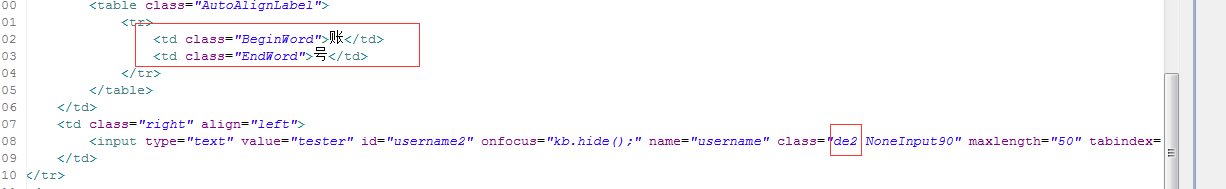 00 <table class="AutoAlignLabel">
01 <tr>
02 <td class="BeginWord">账</td>
03 <td class="EndWord">号</td>
04 </tr>
05 </table>
06 </td>
07 <td class="right" align="left">
08 <input type="text" value="tester" id="username2" onfocus="kb.hide();" name="username" class="de2 NoneInput90" maxlength="50" tabindex=
09 </td>
10 </tr>